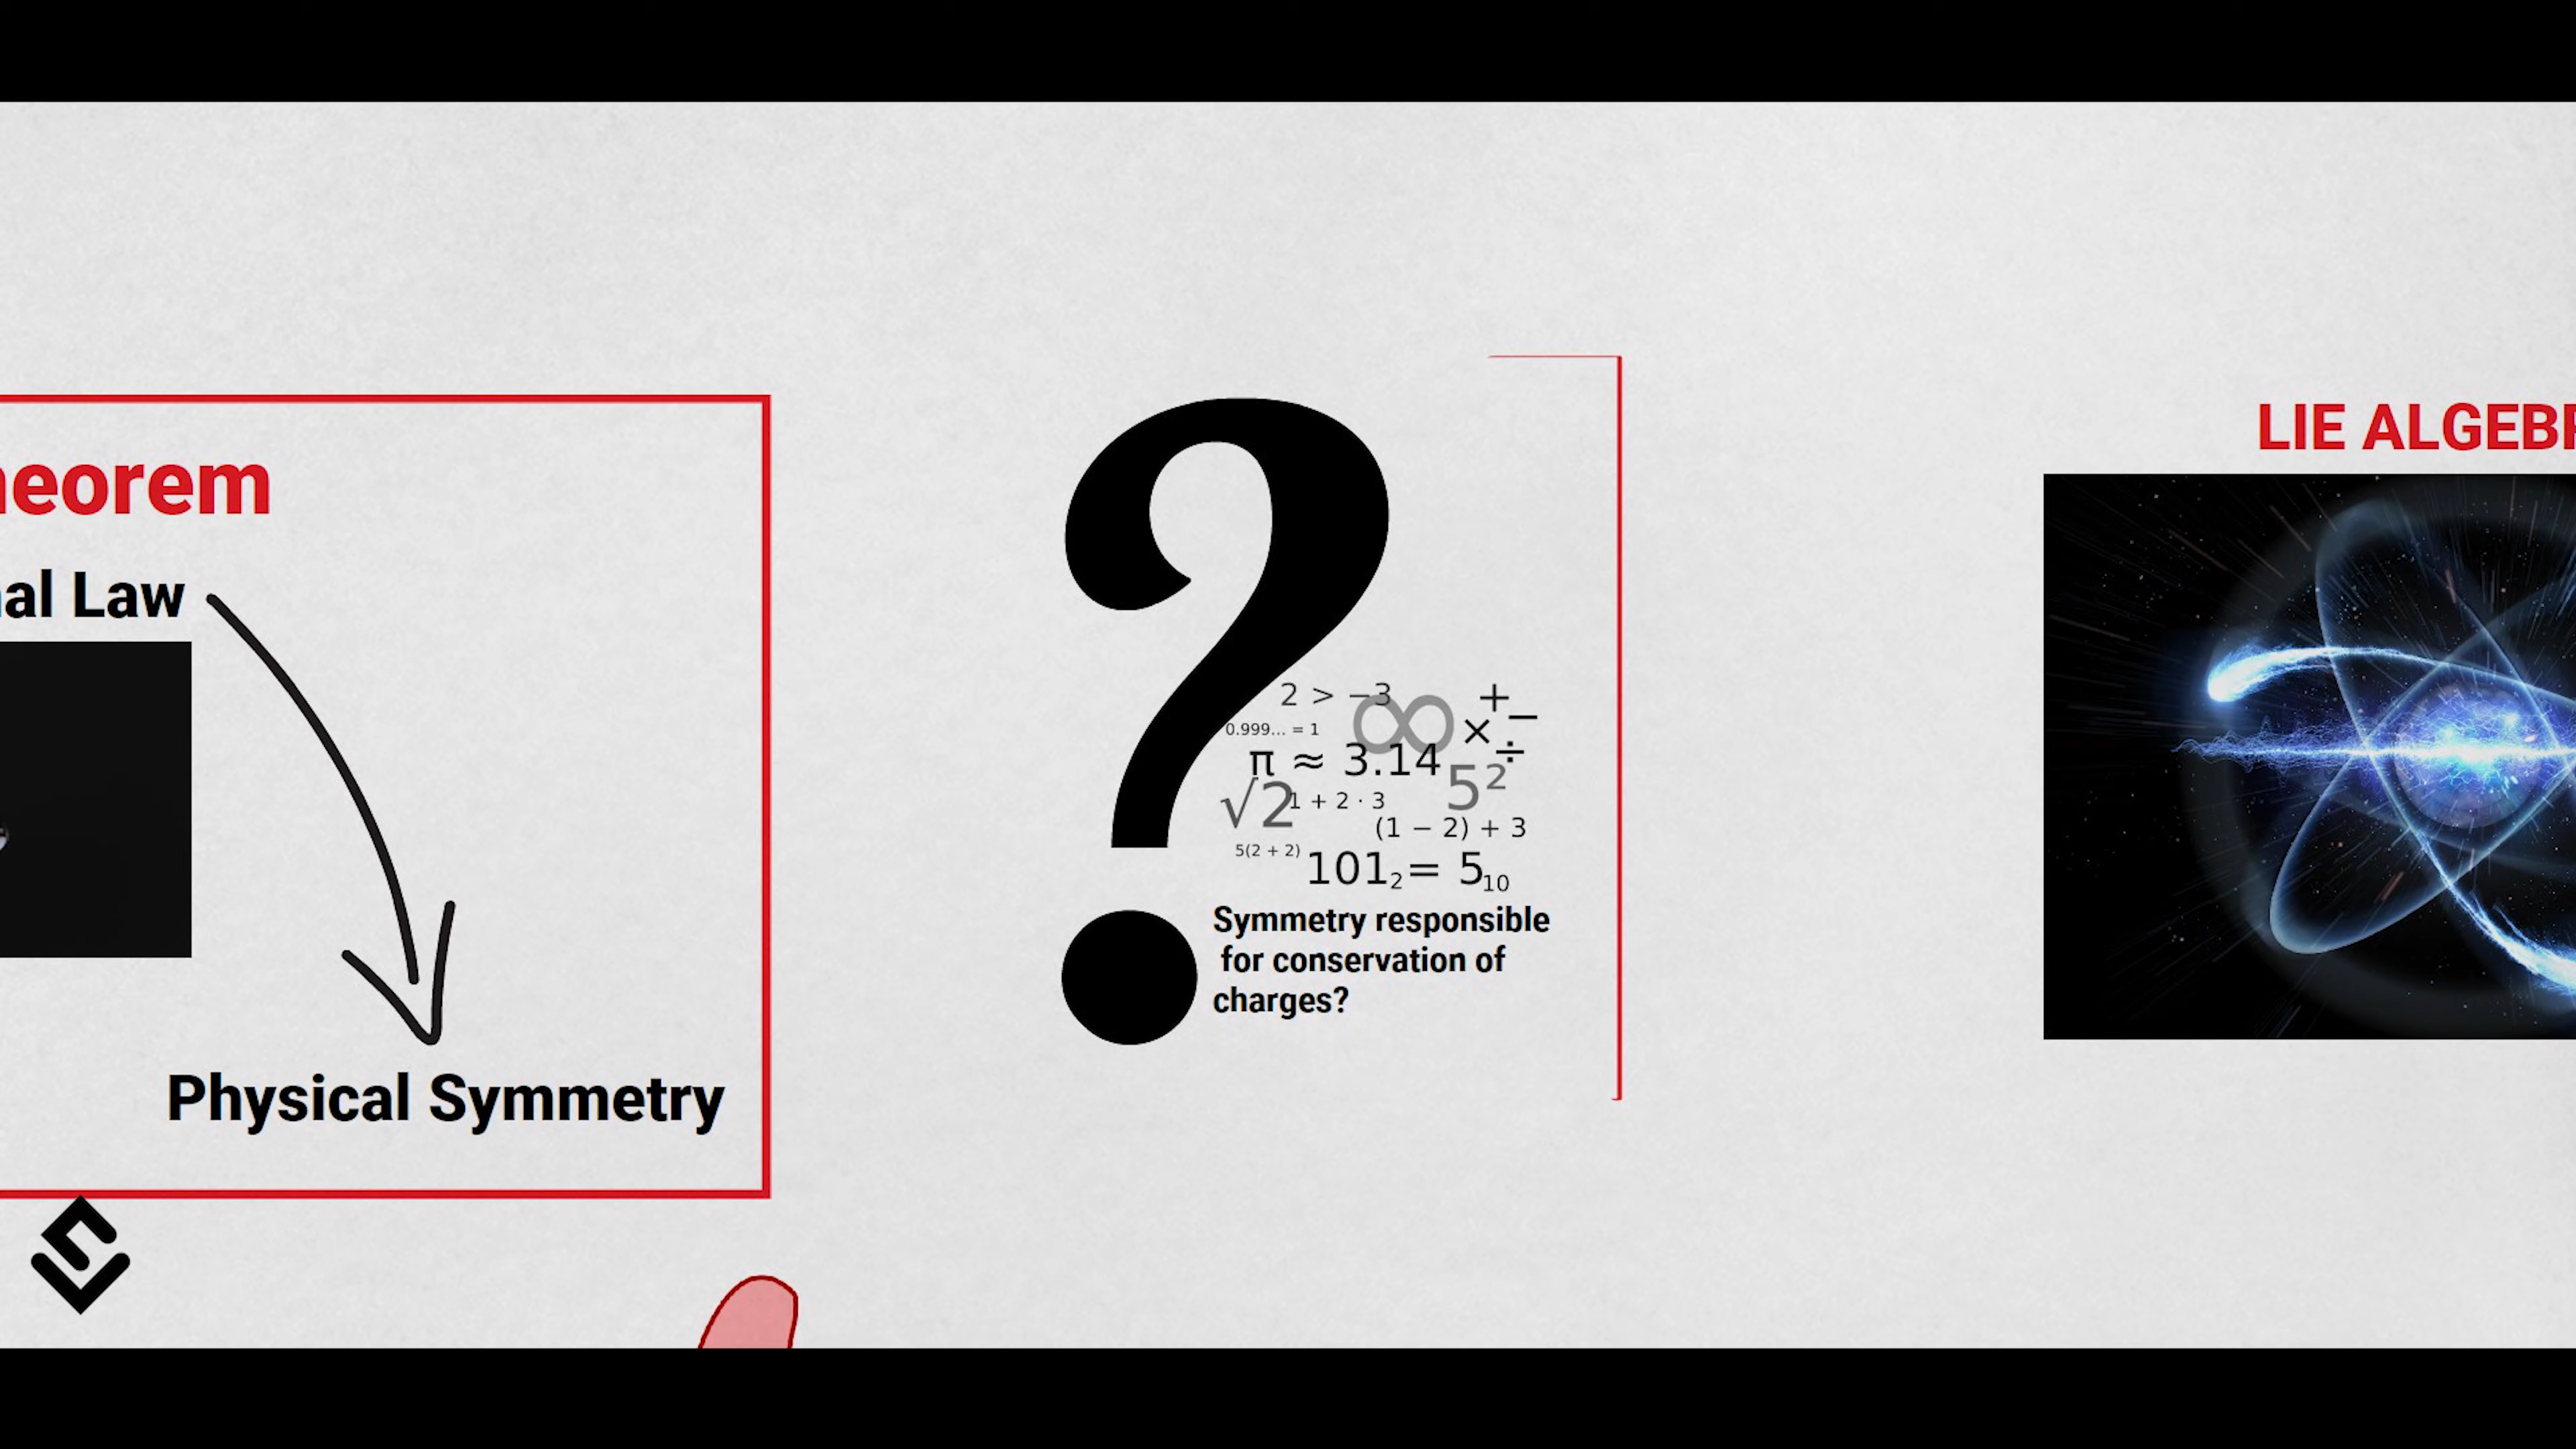 heorem
nal Law
Physical Symmetry
2 > −3
∞
+
−
×
÷
0.999... = 1
π ≈ 3.14
5²
√2
1 + 2 · 3
(1 − 2) + 3
5(2 + 2)
101₂ = 5₁₀
Symmetry responsible
for conservation of
charges?
LIE ALGEB